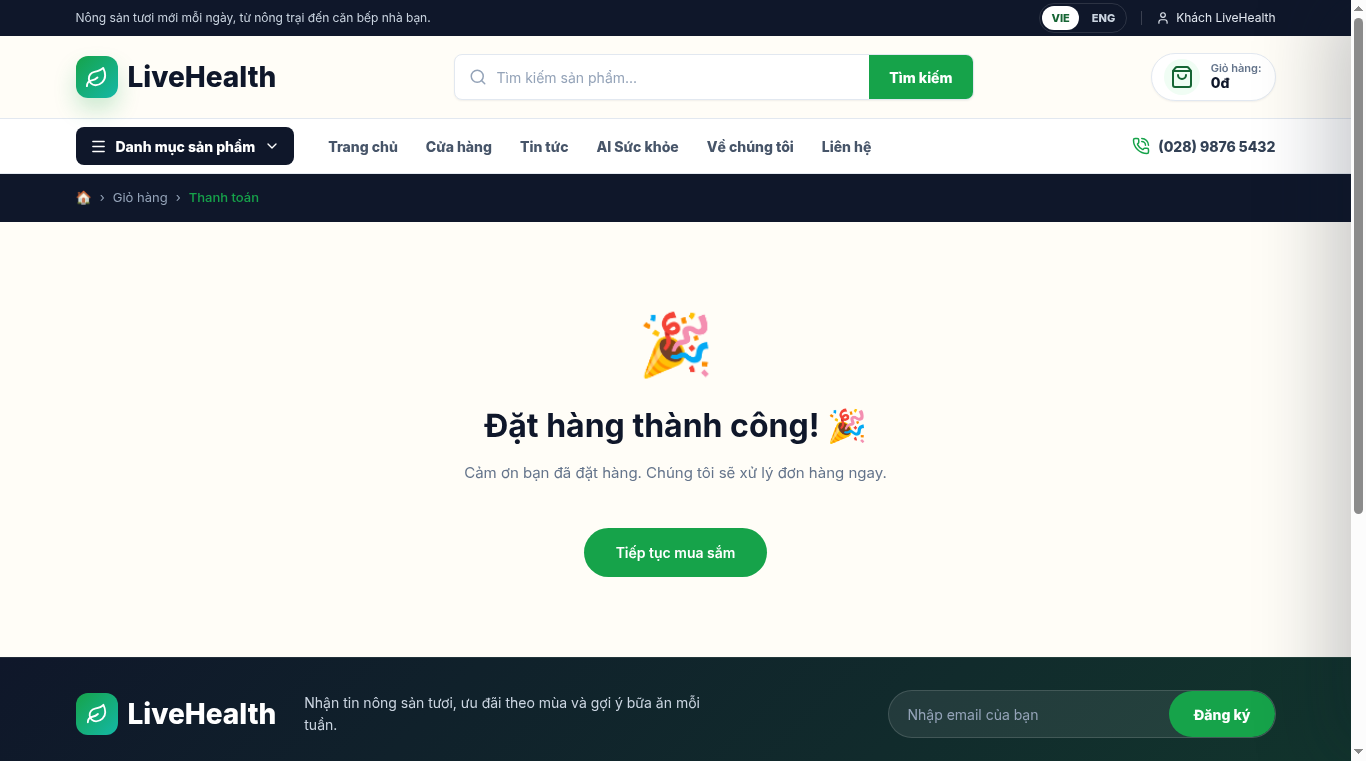 Nông sản tươi mới mỗi ngày, từ nông trại đến căn bếp nhà bạn.
VIE ENG Khách LiveHealth
LiveHealth
Tìm kiếm sản phẩm...
Tìm kiếm
Giỏ hàng:
0đ
Danh mục sản phẩm
Trang chủ Cửa hàng Tin tức AI Sức khỏe Về chúng tôi Liên hệ
(028) 9876 5432
› Giỏ hàng › Thanh toán
Đặt hàng thành công!
Cảm ơn bạn đã đặt hàng. Chúng tôi sẽ xử lý đơn hàng ngay.
Tiếp tục mua sắm
LiveHealth
Nhận tin nông sản tươi, ưu đãi theo mùa và gợi ý bữa ăn mỗi
tuần.
Nhập email của bạn
Đăng ký